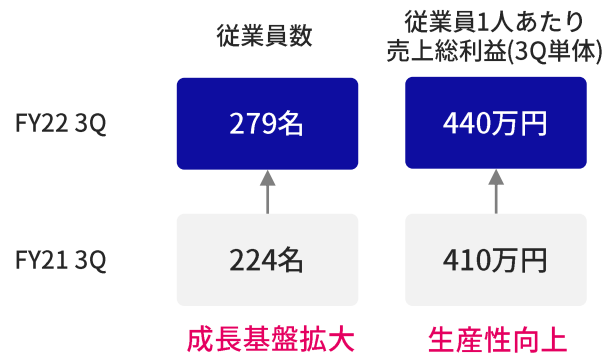 従業員数
従業員1人あたり
売上総利益(3Q単体)
FY22 3Q
279名
440万円
FY21 3Q
224名
410万円
成長基盤拡大
生産性向上